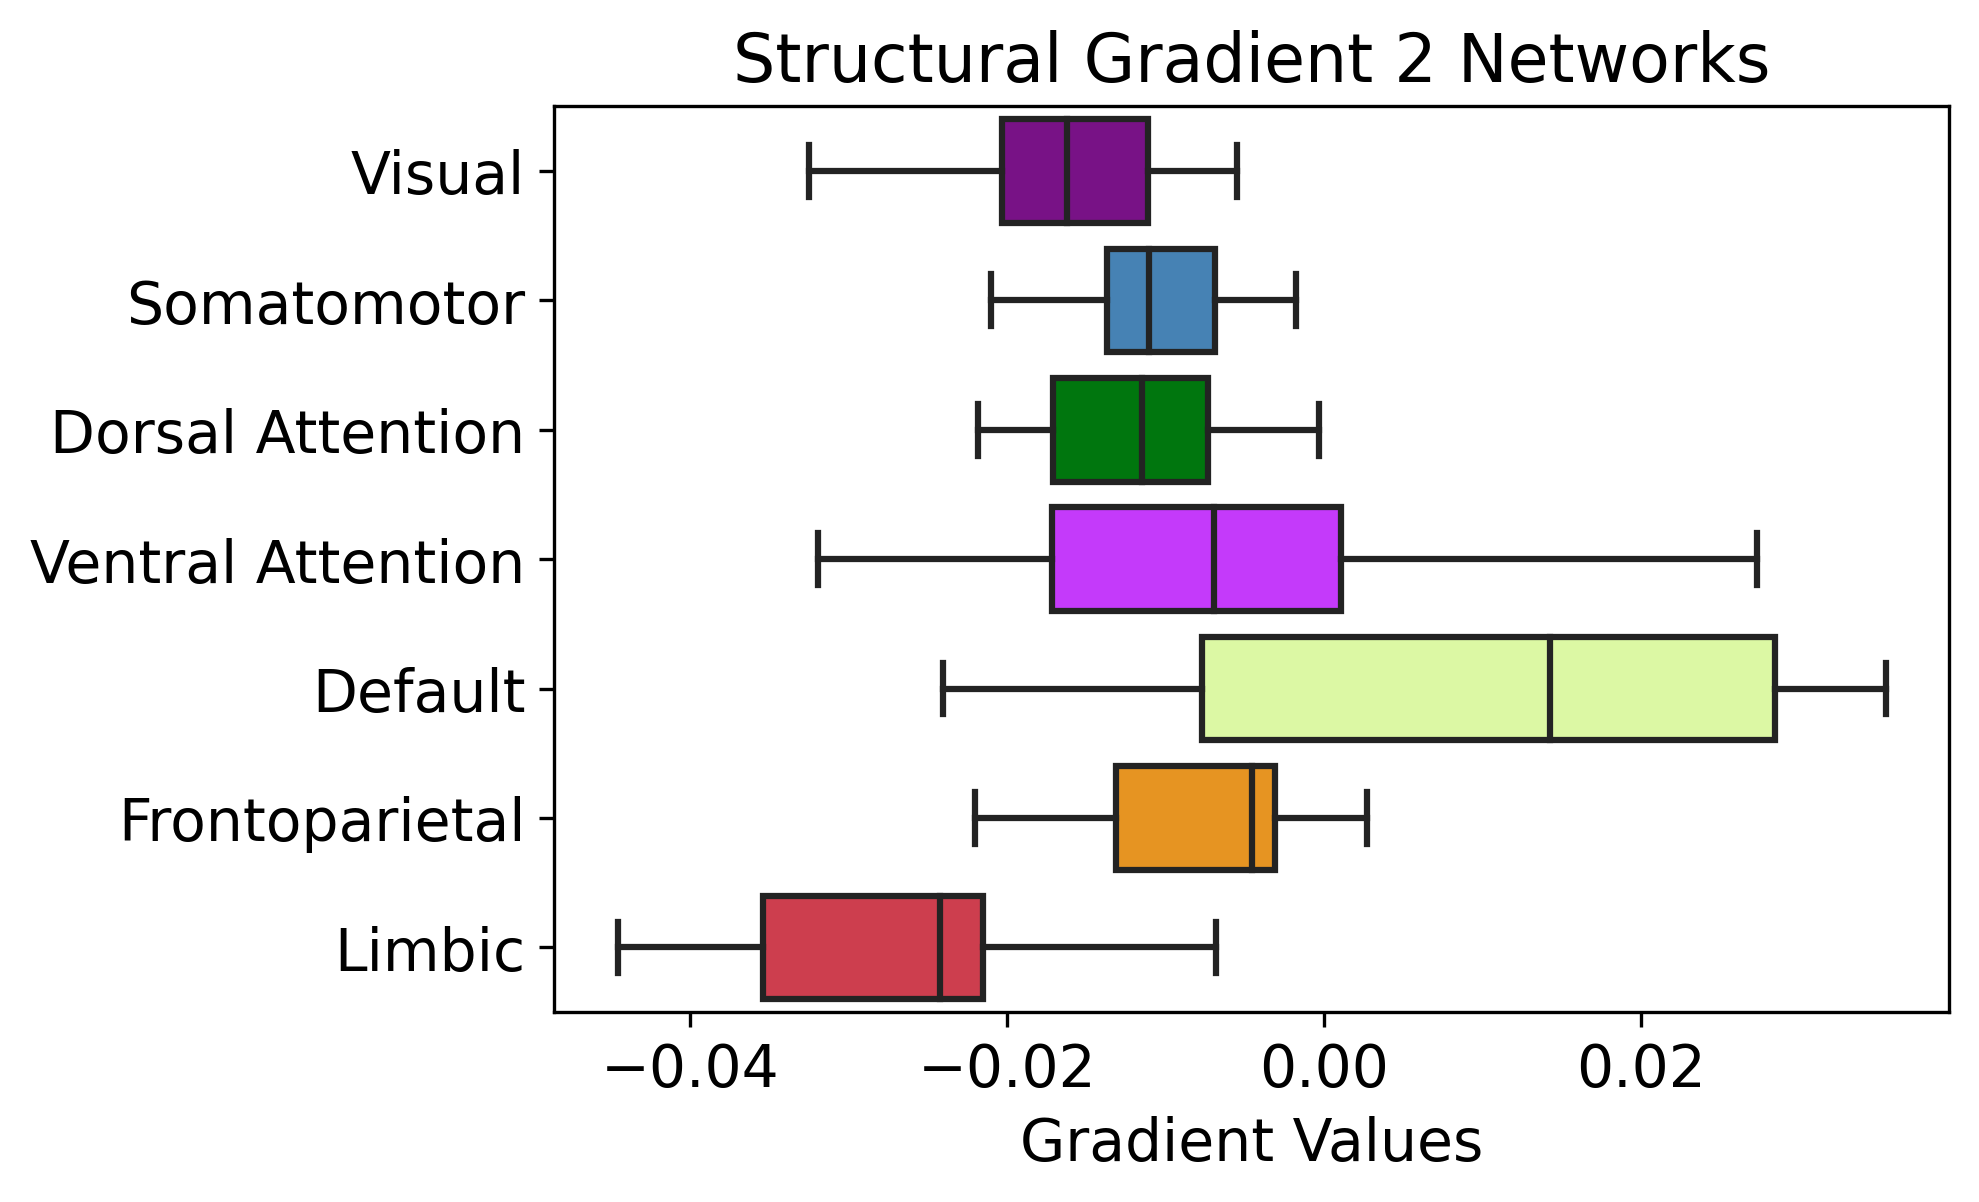 Structural Gradient 2 Networks
Visual
Somatomotor
Dorsal Attention
Ventral Attention
Default
Frontoparietal
Limbic
−0.04 −0.02 0.00 0.02
Gradient Values